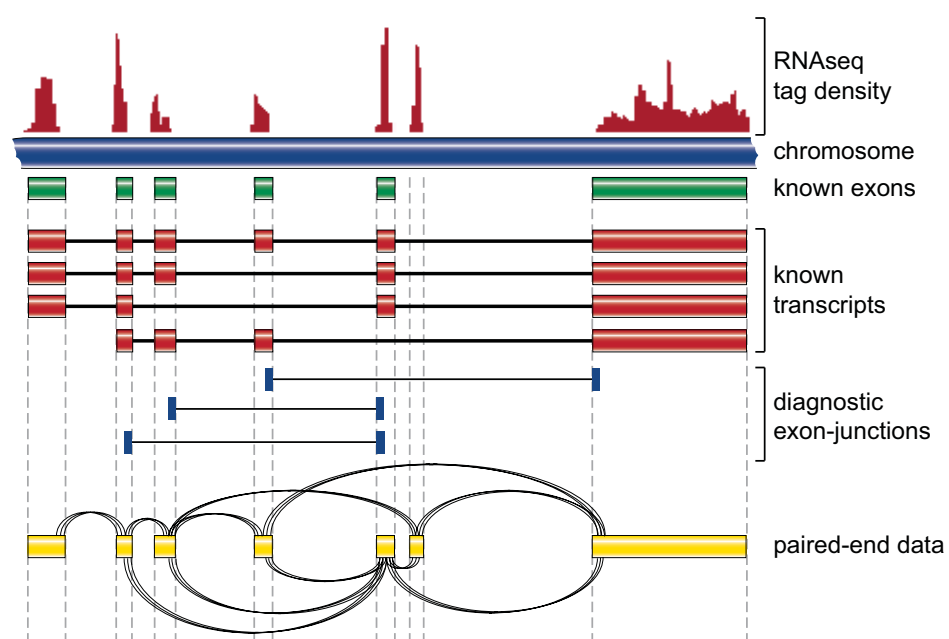 RNAseq
tag density
chromosome
known exons
known
transcripts
diagnostic
exon-junctions
paired-end data